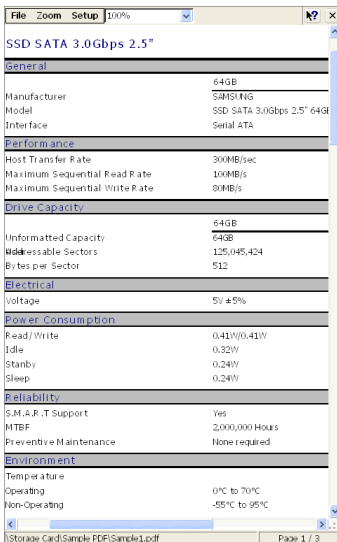 File Zoom Setup 100%
SSD SATA 3.0Gbps 2.5"
General
64GB
Manufacturer SAMSUNG
Model SSD SATA 3.0Gbps 2.5" 64GB
Interface Serial ATA
Performance
Host Transfer Rate 300MB/sec
Maximum Sequential Read Rate 100MB/s
Maximum Sequential Write Rate 80MB/s
Drive Capacity
64GB
Unformatted Capacity 64GB
Addressable Sectors 125,045,424
Bytes per Sector 512
Electrical
Voltage 5V ±5%
Power Consumption
Read/Write 0.41W/0.41W
Idle 0.32W
Stanby 0.24W
Sleep 0.24W
Reliability
S.M.A.R.T Support Yes
MTBF 2,000,000 Hours
Preventive Maintenance None required
Environment
Temperature
Operating 0°C to 70°C
Non-Operating -55°C to 95°C
\Storage Card\Sample PDF\Sample1.pdf Page 1 / 3